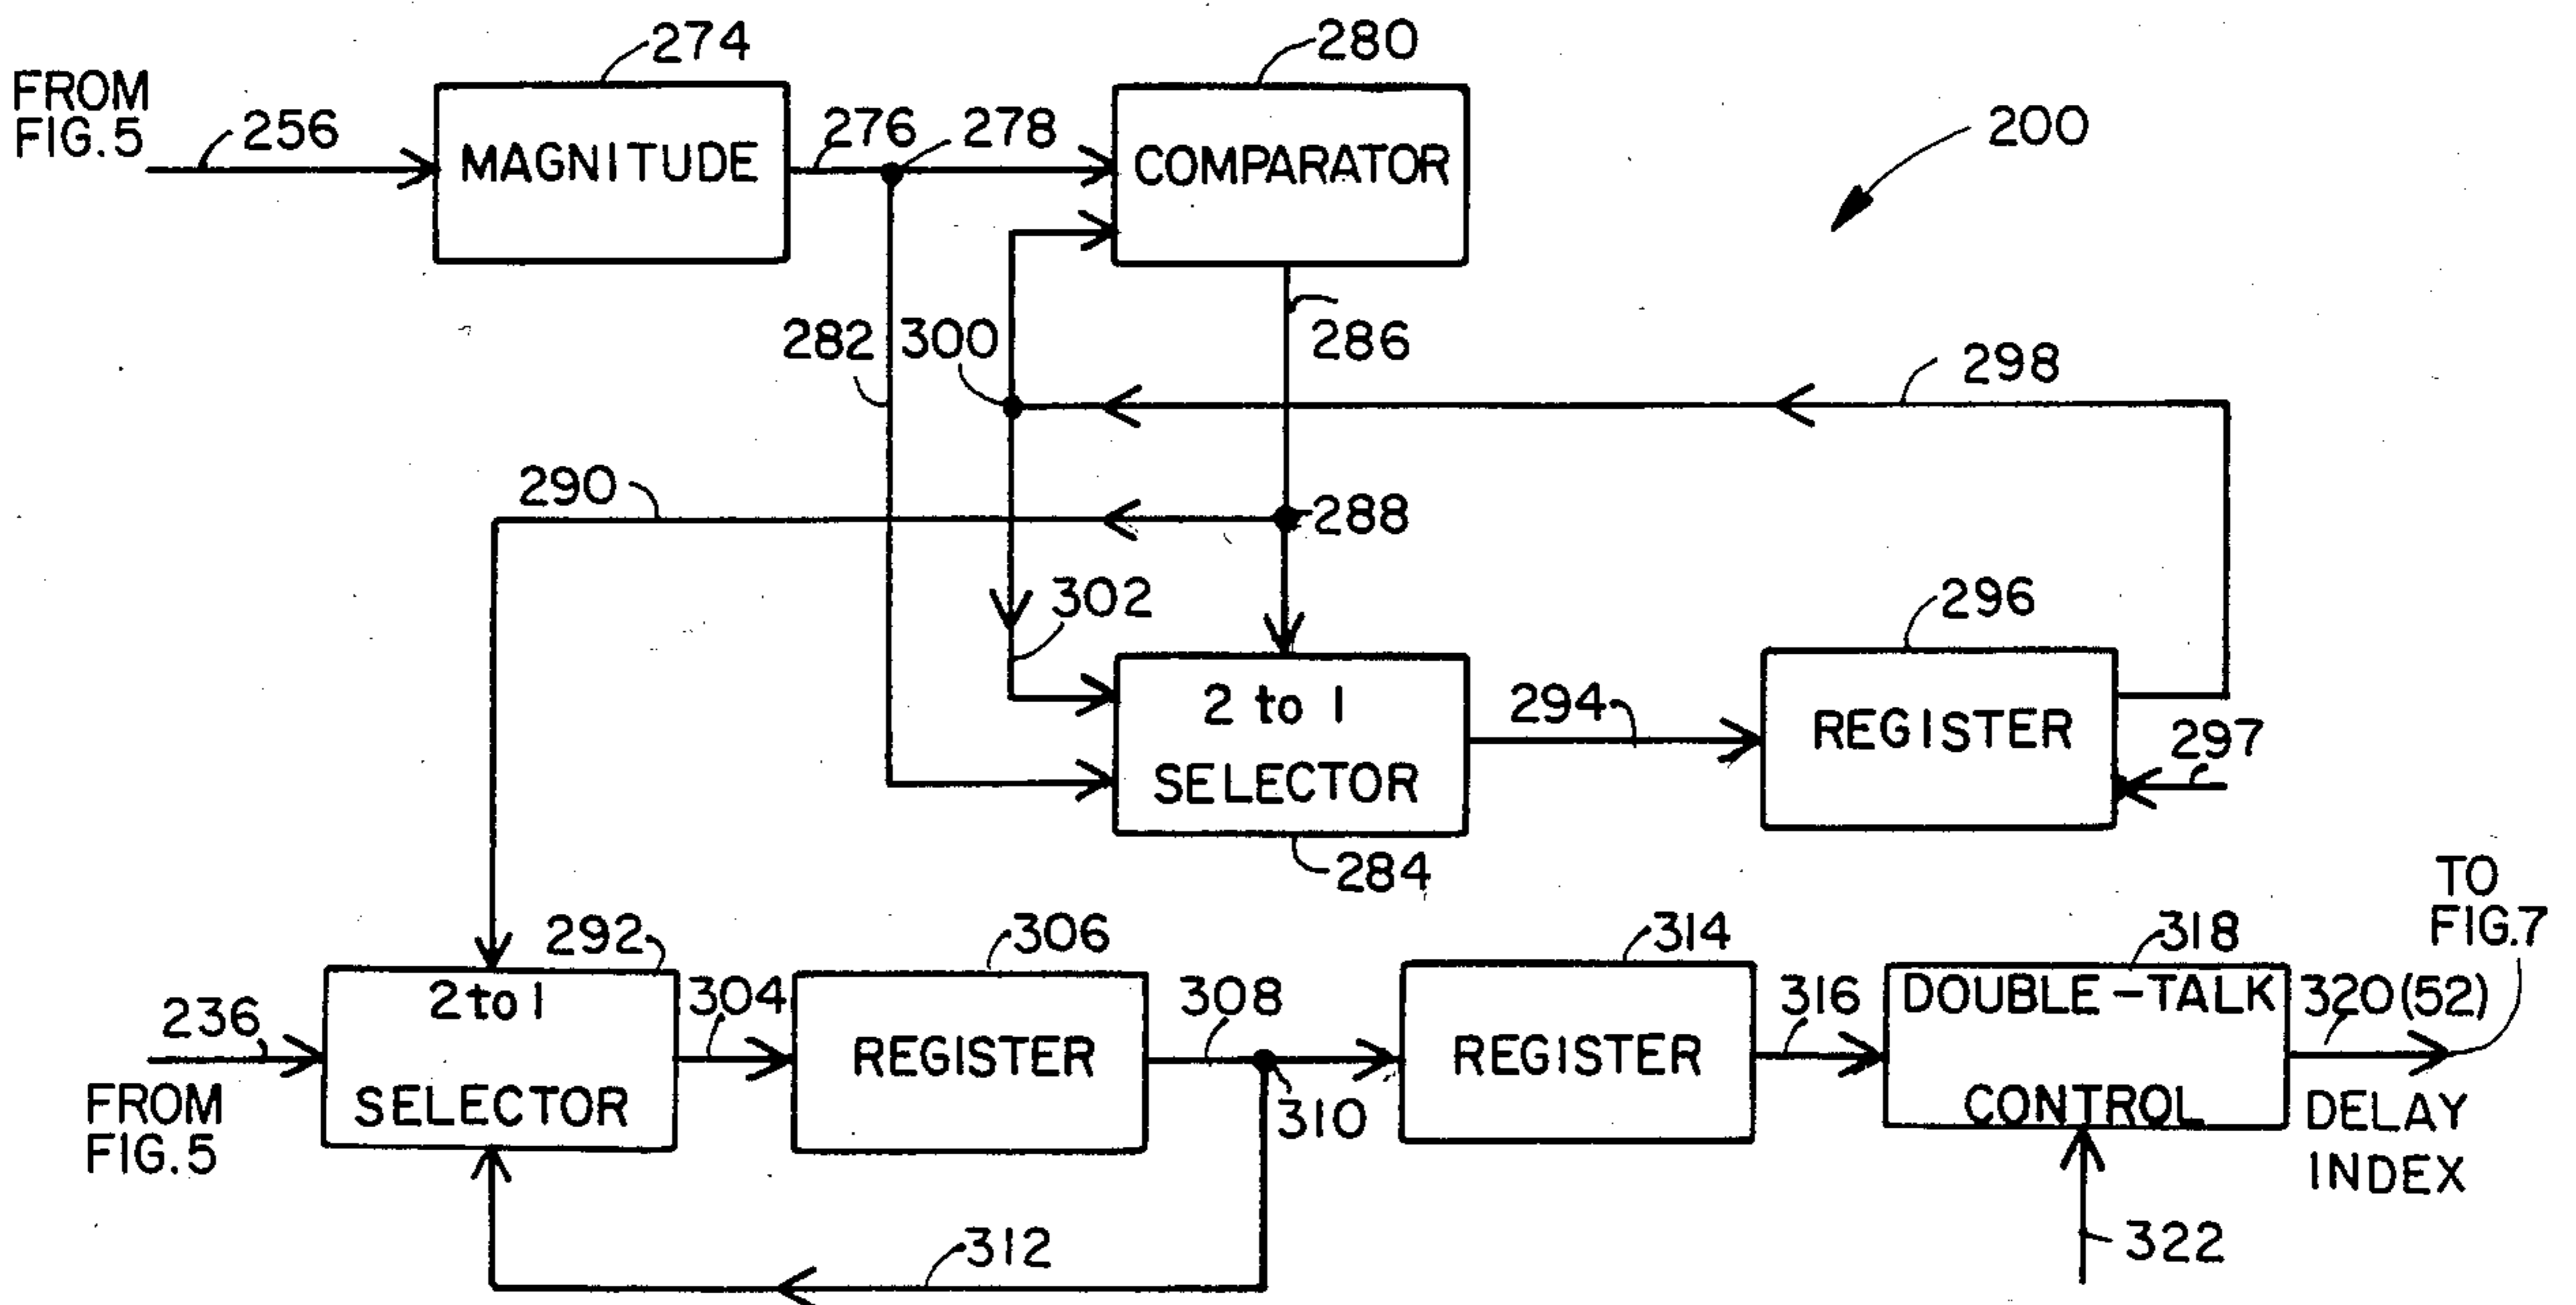 FROM
FIG.5
256
274
MAGNITUDE
276
278
280
COMPARATOR
200
282
300
286
298
290
288
302
296
2 to 1
SELECTOR
284
294
REGISTER
297
236
FROM
FIG.5
292
2 to 1
SELECTOR
304
306
REGISTER
308
310
312
314
REGISTER
316
318
DOUBLE-TALK
CONTROL
320(52)
TO
FIG.7
DELAY
INDEX
322